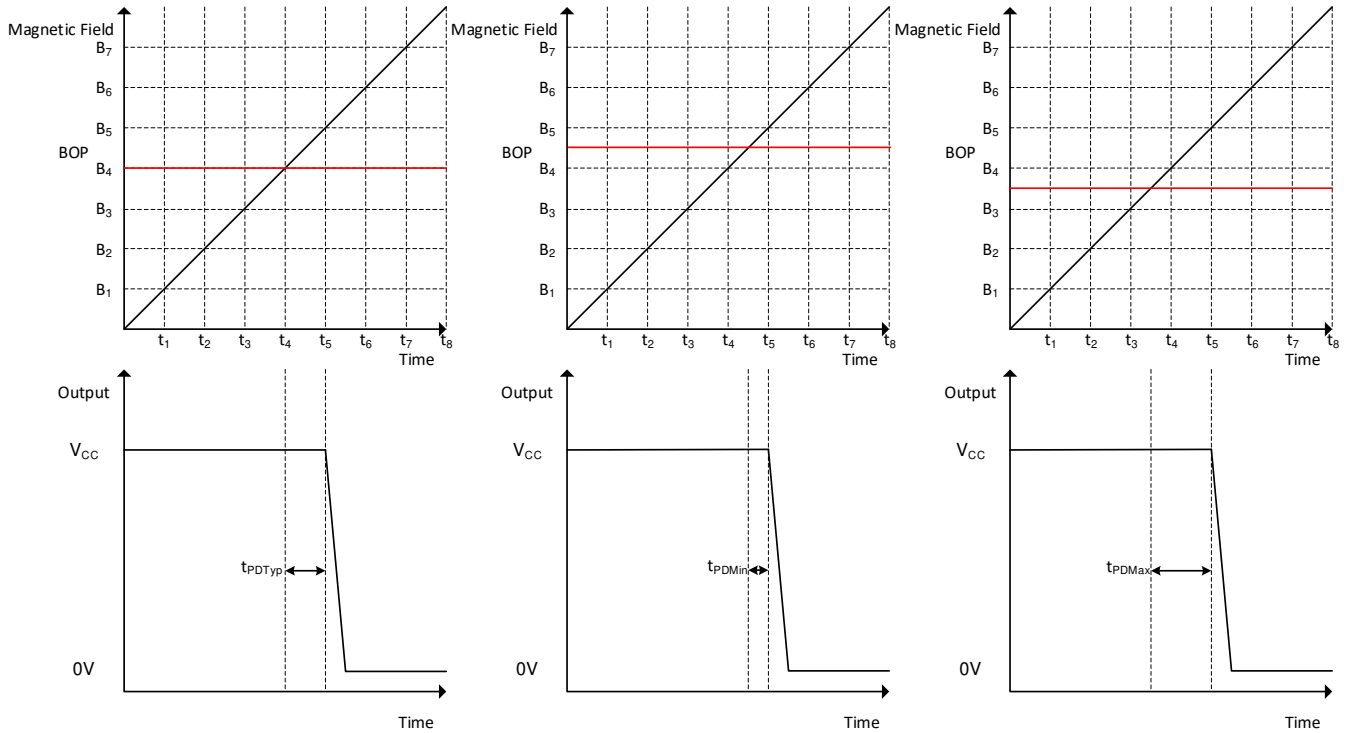 Magnetic Field
B7
B6
B5
BOP
B4
B3
B2
B1
t1 t2 t3 t4 t5 t6 t7 t8
Time
Magnetic Field
B7
B6
B5
BOP
B4
B3
B2
B1
t1 t2 t3 t4 t5 t6 t7 t8
Time
Magnetic Field
B7
B6
B5
BOP
B4
B3
B2
B1
t1 t2 t3 t4 t5 t6 t7 t8
Time
Output
VCC
tPDTyp
0V
Time
Output
VCC
tPDMin
0V
Time
Output
VCC
tPDMax
0V
Time